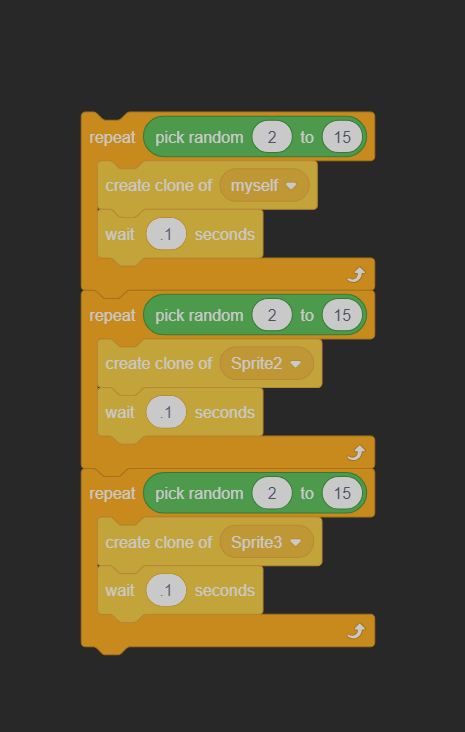 repeat pick random 2 to 15
create clone of myself
wait .1 seconds
repeat pick random 2 to 15
create clone of Sprite2
wait .1 seconds
repeat pick random 2 to 15
create clone of Sprite3
wait .1 seconds